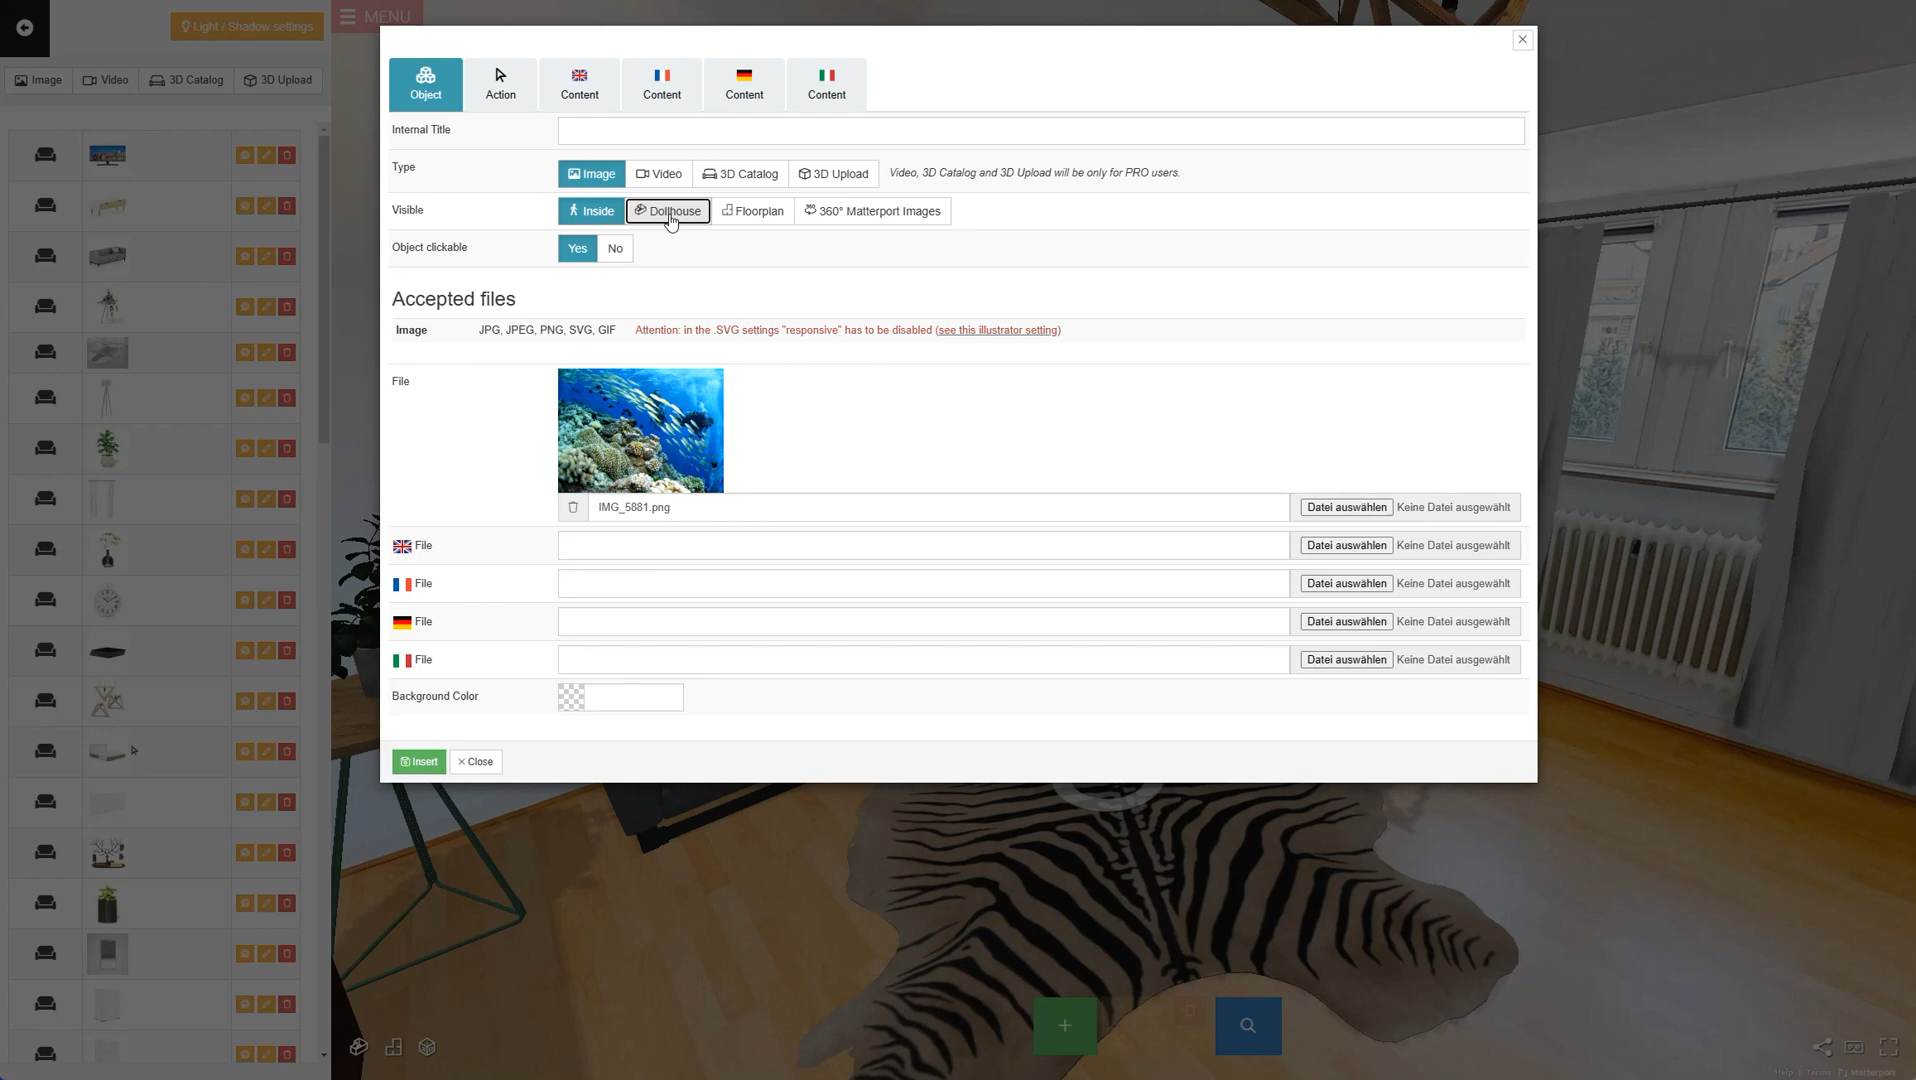 Light / Shadow settings
MENU
Image Video 3D Catalog 3D Upload
Object Action Content Content Content Content
Internal Title
Type Image Video 3D Catalog 3D Upload Video, 3D Catalog and 3D Upload will be only for PRO users.
Visible Inside Dollhouse Floorplan 360° Matterport Images
Object clickable Yes No
Accepted files
Image JPG, JPEG, PNG, SVG, GIF Attention: in the .SVG settings "responsive" has to be disabled (see this illustrator setting)
File
IMG_5881.png Datei auswählen Keine Datei ausgewählt
File Datei auswählen Keine Datei ausgewählt
File Datei auswählen Keine Datei ausgewählt
File Datei auswählen Keine Datei ausgewählt
File Datei auswählen Keine Datei ausgewählt
Background Color
Insert Close
Help | Terms Matterport